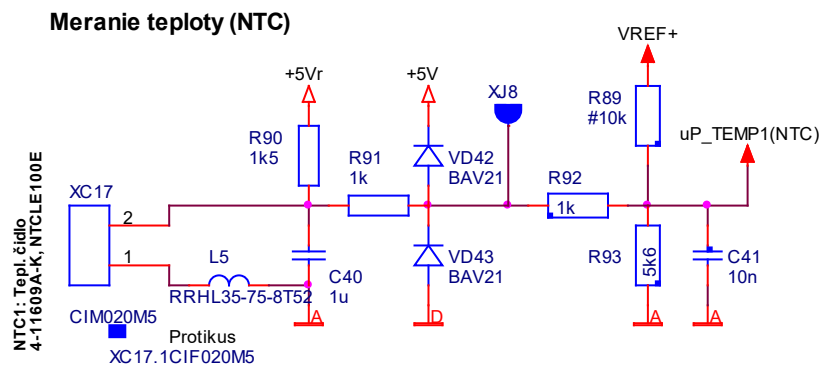 Meranie teploty (NTC)
VREF+
+5Vr
+5V
XJ8
R89
#10k
uP_TEMP1(NTC)
R90
1k5
R91
1k
VD42
BAV21
R92
1k
XC17
2
1
L5
RRHL35-75-8T52
C40
1u
VD43
BAV21
R93
5k6
C41
10n
NTC1: Tepl. čidlo
4-11609A-K, NTCLE100E
CIM020M5
A
D
A
A
Protikus
XC17.1CIF020M5